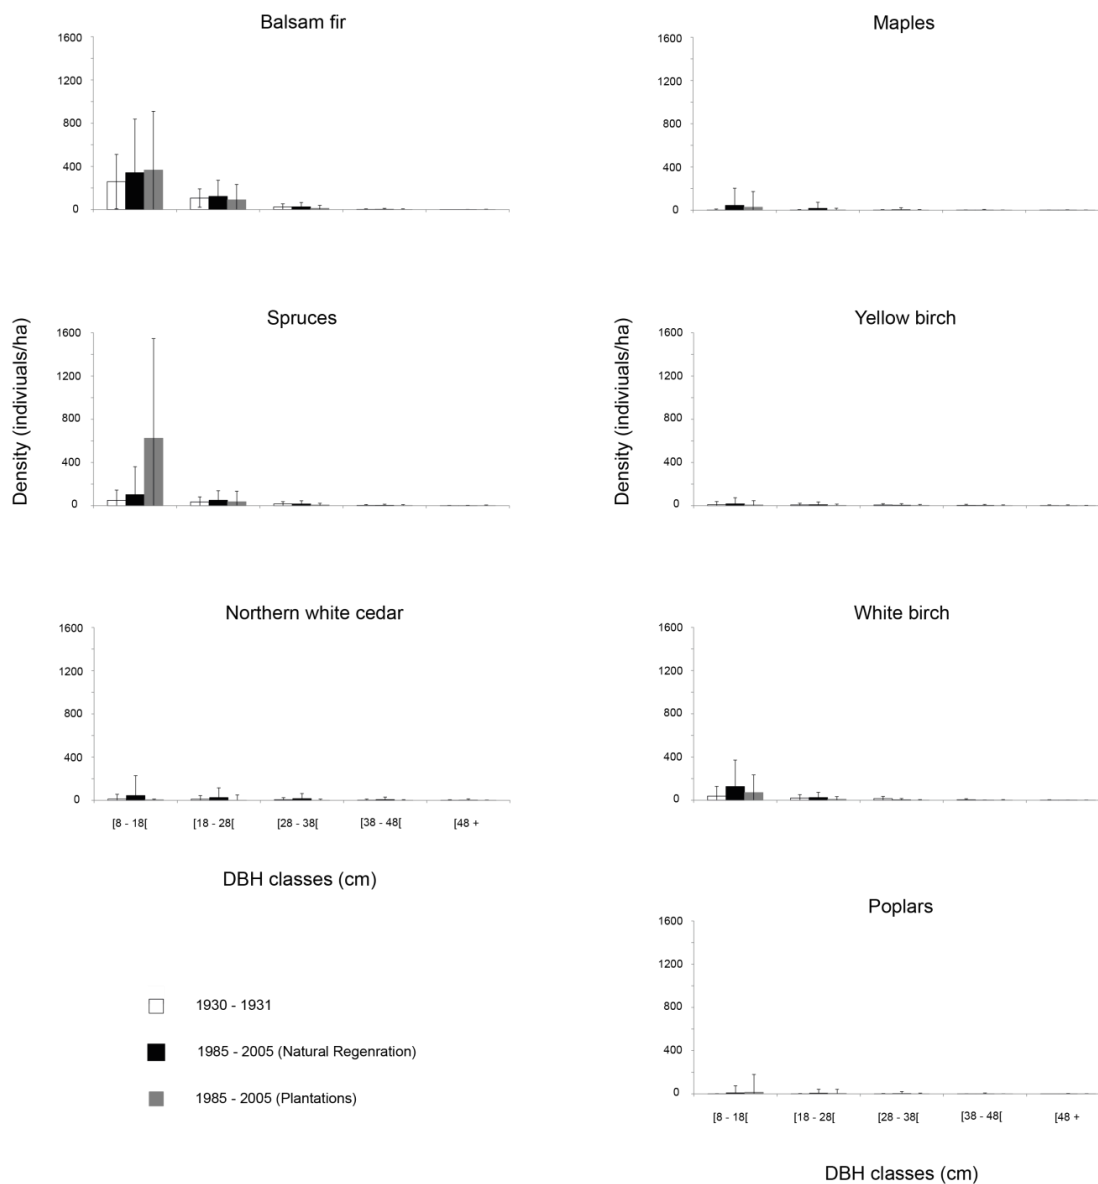 Balsam fir
1600
1200
800
400
0
Spruces
1600
1200
800
400
0
Density (indiviuals/ha)
Northern white cedar
1600
1200
800
400
0
[8 - 18[ [18 - 28[ [28 - 38[ [38 - 48[ [48 +
DBH classes (cm)
1930 - 1931
1985 - 2005 (Natural Regenration)
1985 - 2005 (Plantations)
Maples
1600
1200
800
400
0
Yellow birch
1600
1200
800
400
0
Density (indiviuals/ha)
White birch
1600
1200
800
400
0
Poplars
1600
1200
800
400
0
[8 - 18[ [18 - 28[ [28 - 38[ [38 - 48[ [48 +
DBH classes (cm)